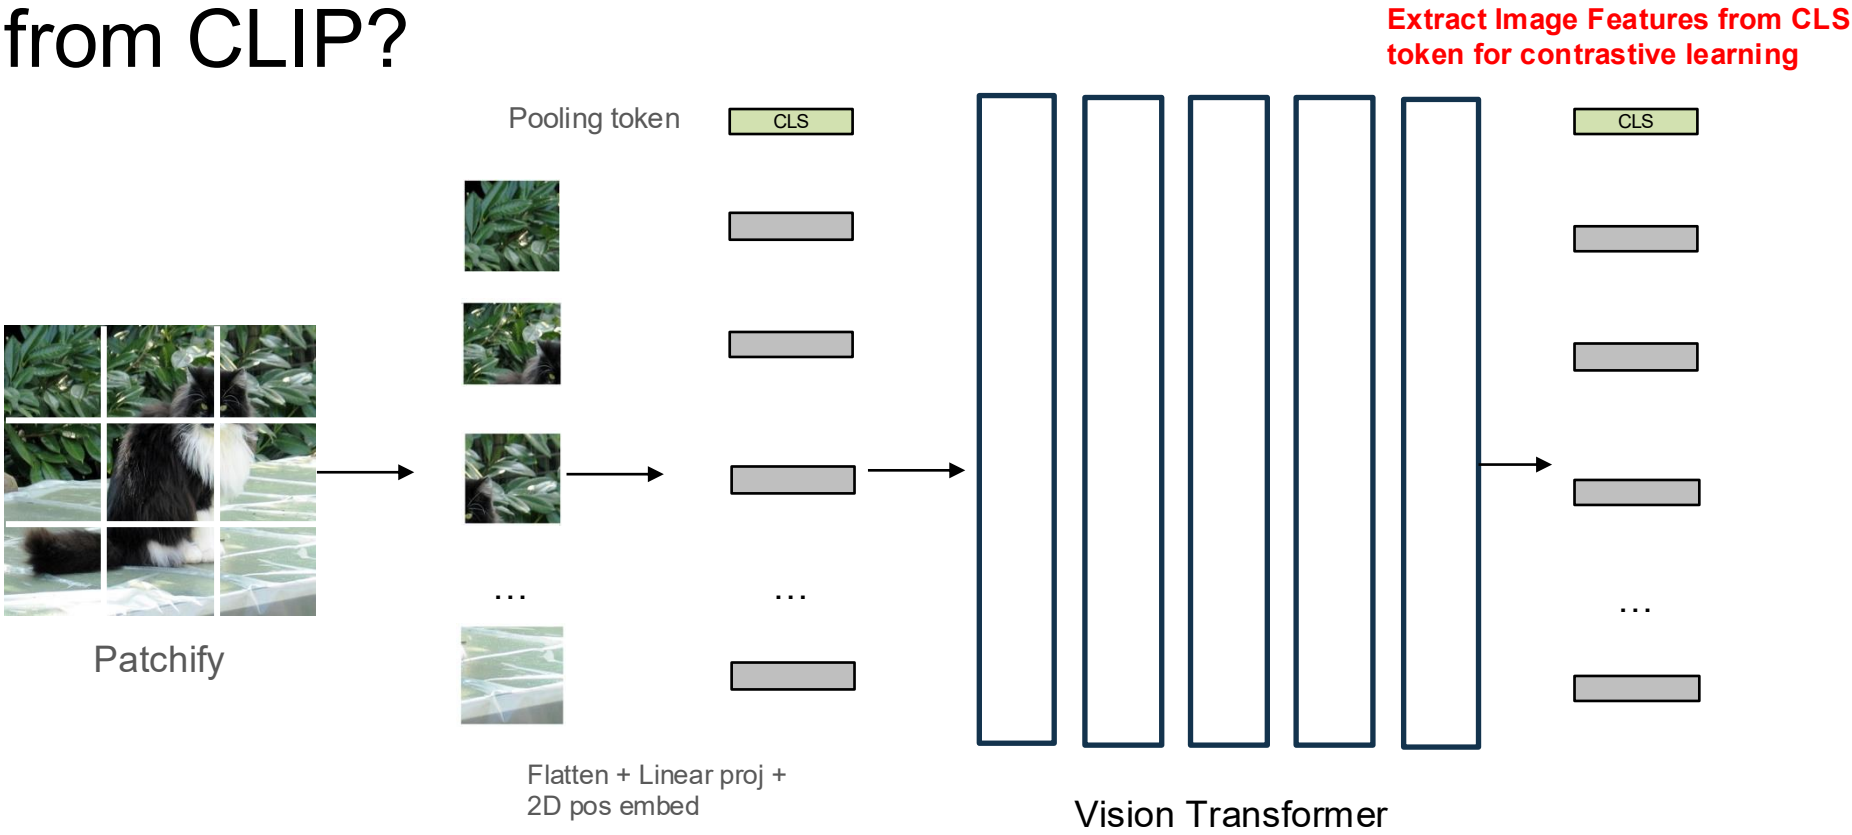 from CLIP?
Extract Image Features from CLS
token for contrastive learning
Pooling token
CLS
CLS
...
...
...
Patchify
Flatten + Linear proj +
2D pos embed
Vision Transformer